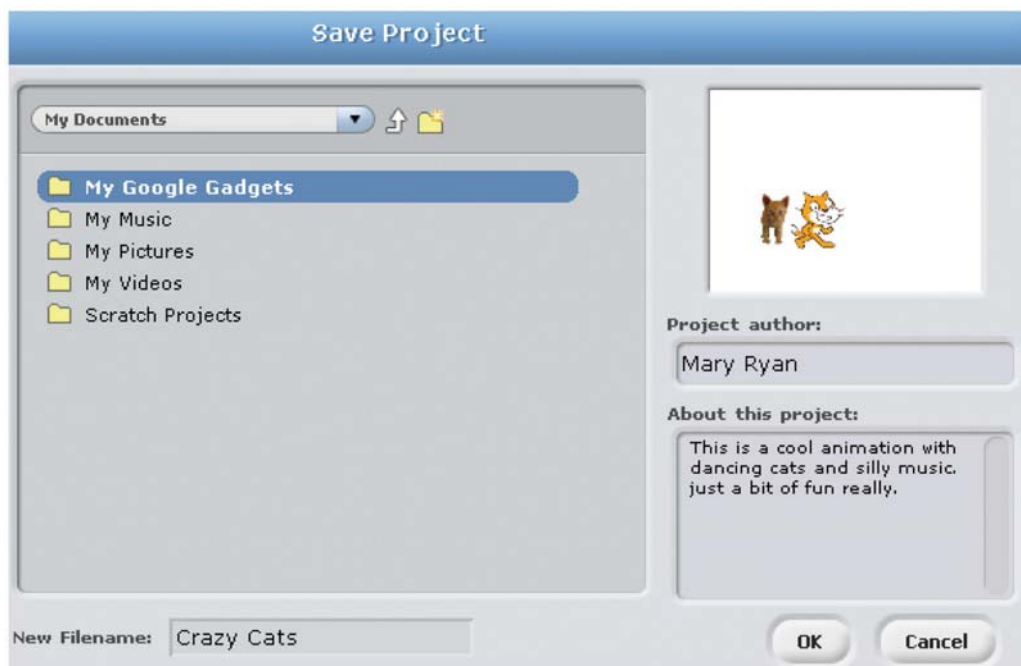 Save Project
My Documents
My Google Gadgets
My Music
My Pictures
My Videos
Scratch Projects
Project author:
Mary Ryan
About this project:
This is a cool animation with
dancing cats and silly music.
just a bit of fun really.
New Filename: Crazy Cats
OK Cancel